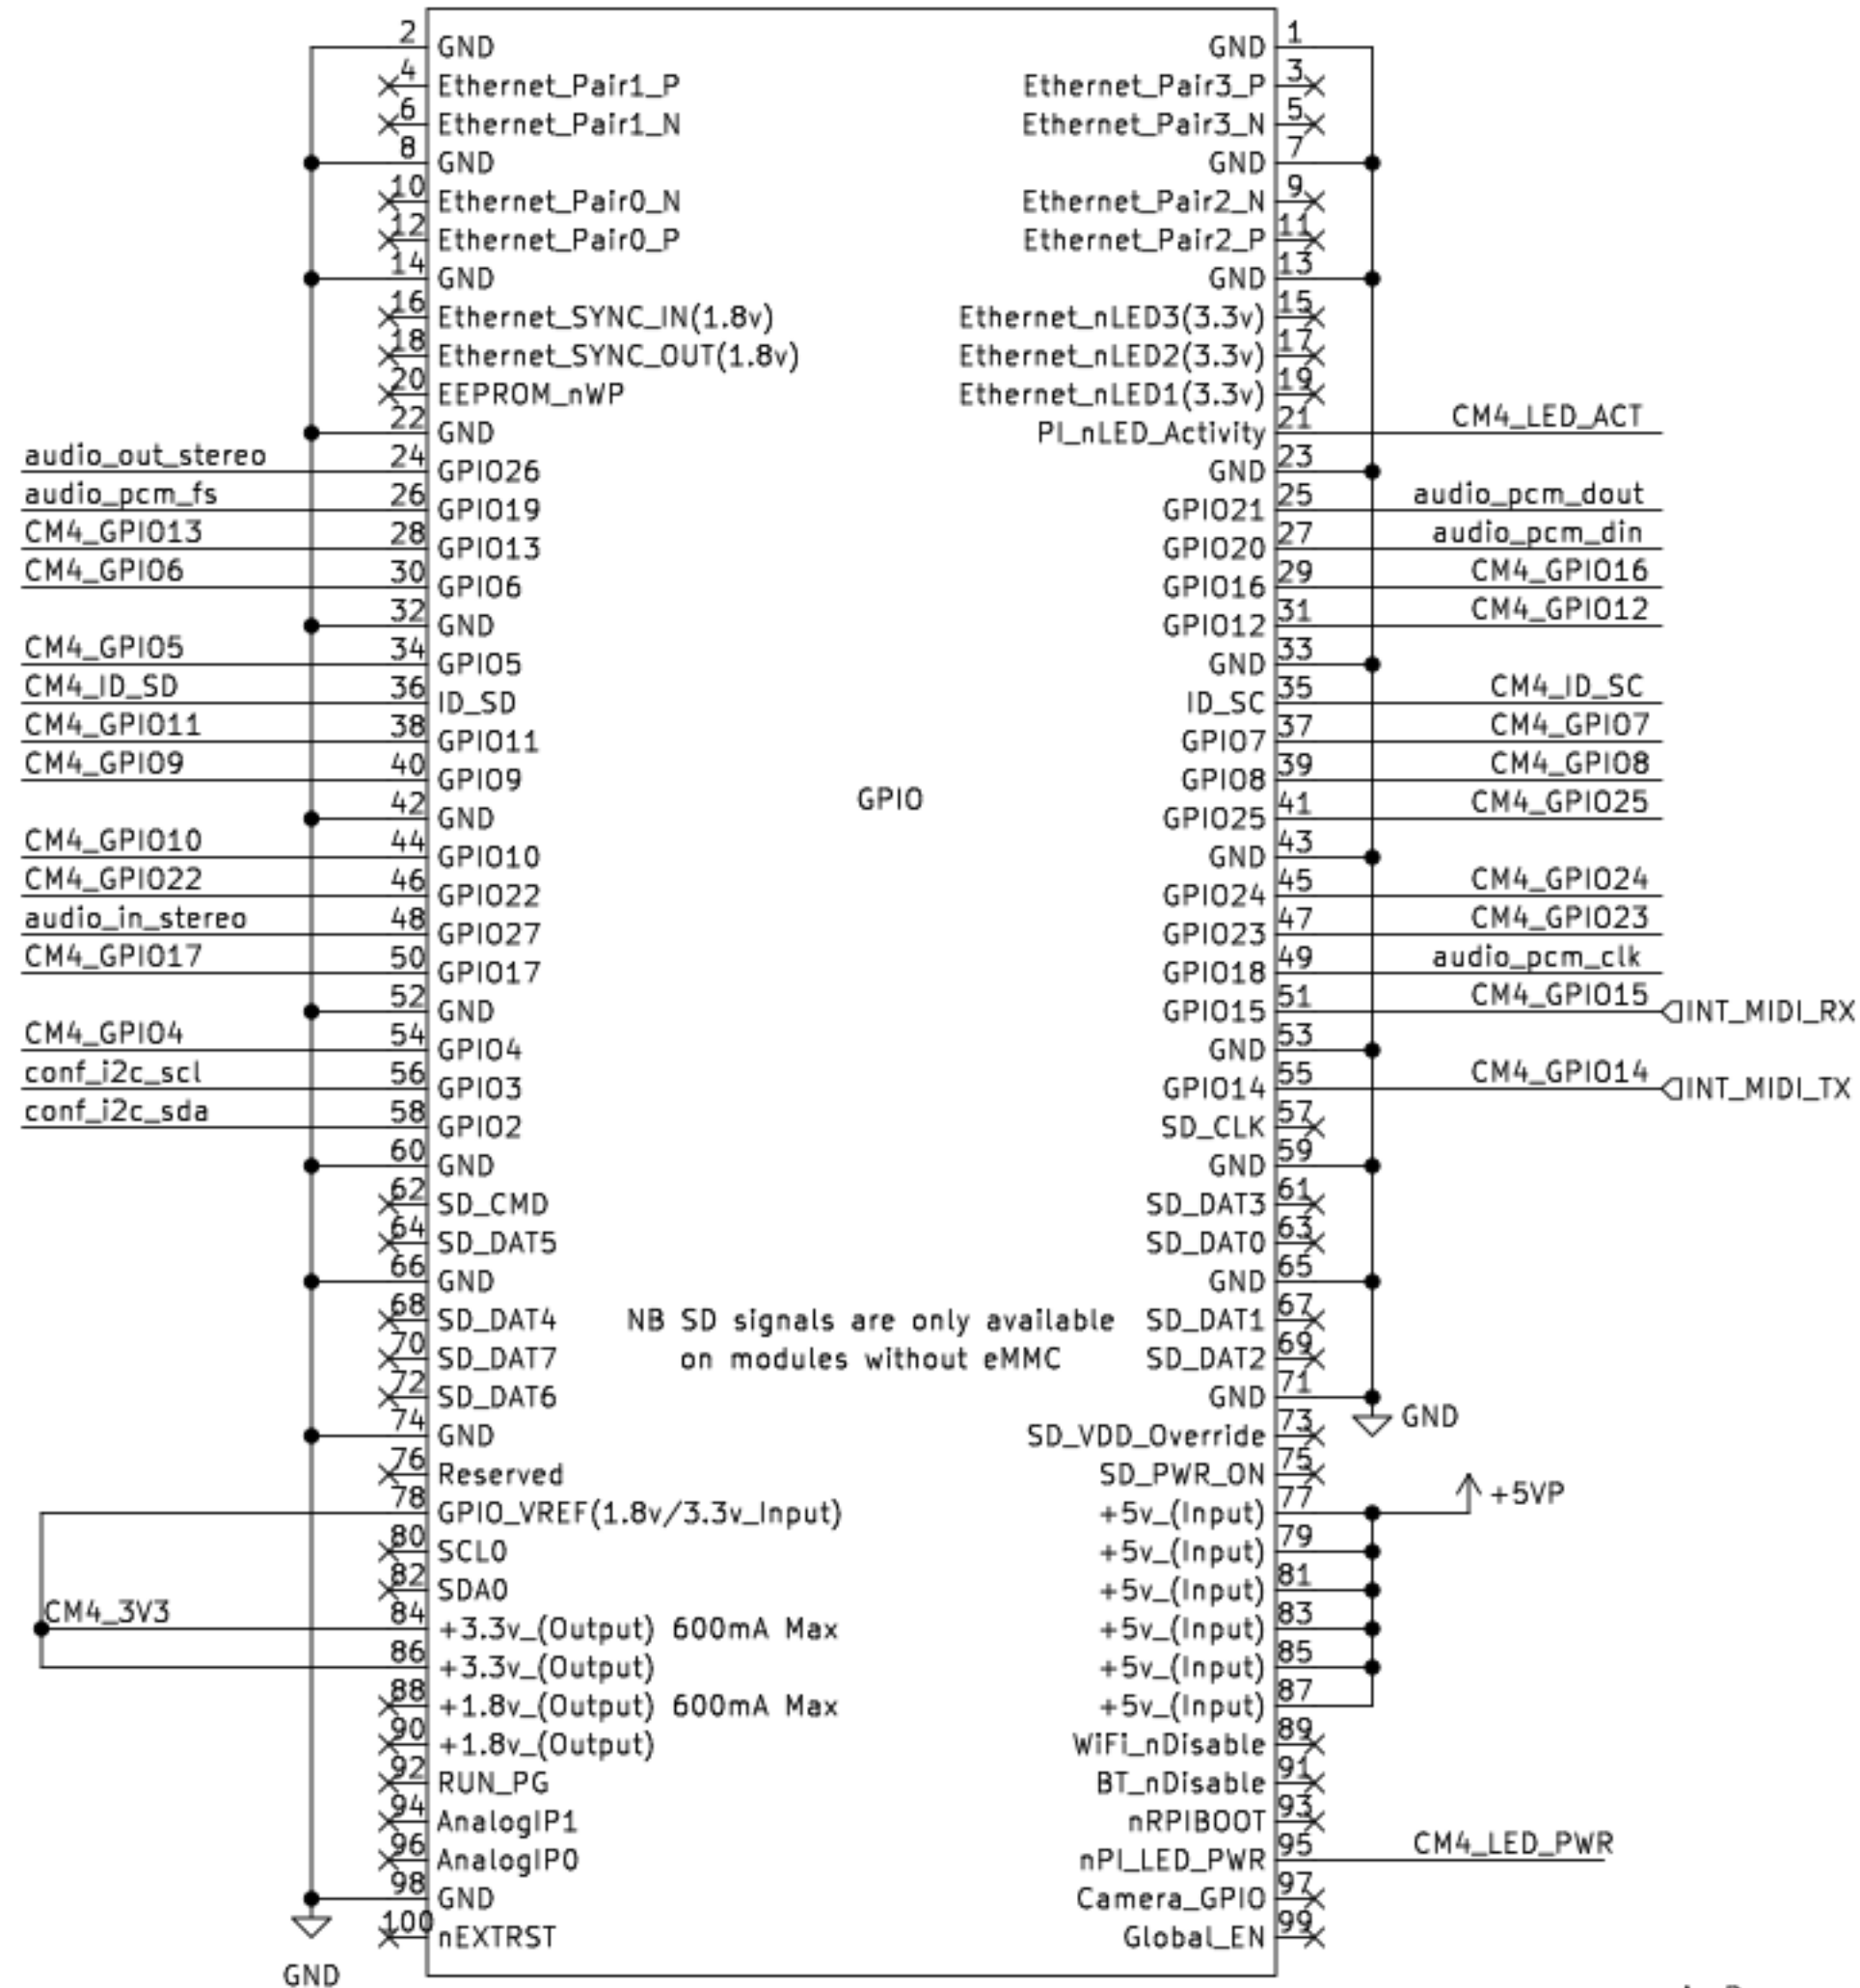 2 GND GND 1
4 Ethernet_Pair1_P Ethernet_Pair3_P 3
6 Ethernet_Pair1_N Ethernet_Pair3_N 5
8 GND GND 7
10 Ethernet_Pair0_N Ethernet_Pair2_N 9
12 Ethernet_Pair0_P Ethernet_Pair2_P 11
14 GND GND 13
16 Ethernet_SYNC_IN(1.8v) Ethernet_nLED3(3.3v) 15
18 Ethernet_SYNC_OUT(1.8v) Ethernet_nLED2(3.3v) 17
20 EEPROM_nWP Ethernet_nLED1(3.3v) 19
22 GND PI_nLED_Activity 21 CM4_LED_ACT
audio_out_stereo 24 GPIO26 GND 23
audio_pcm_fs 26 GPIO19 GPIO21 25 audio_pcm_dout
CM4_GPIO13 28 GPIO13 GPIO20 27 audio_pcm_din
CM4_GPIO6 30 GPIO6 GPIO16 29 CM4_GPIO16
32 GND GPIO12 31 CM4_GPIO12
CM4_GPIO5 34 GPIO5 GND 33
CM4_ID_SD 36 ID_SD ID_SC 35 CM4_ID_SC
CM4_GPIO11 38 GPIO11 GPIO7 37 CM4_GPIO7
CM4_GPIO9 40 GPIO9 GPIO8 39 CM4_GPIO8
GPIO
42 GND GPIO25 41 CM4_GPIO25
CM4_GPIO10 44 GPIO10 GND 43
CM4_GPIO22 46 GPIO22 GPIO24 45 CM4_GPIO24
audio_in_stereo 48 GPIO27 GPIO23 47 CM4_GPIO23
CM4_GPIO17 50 GPIO17 GPIO18 49 audio_pcm_clk
52 GND GPIO15 51 CM4_GPIO15 INT_MIDI_RX
CM4_GPIO4 54 GPIO4 GND 53
conf_i2c_scl 56 GPIO3 GPIO14 55 CM4_GPIO14 INT_MIDI_TX
conf_i2c_sda 58 GPIO2 SD_CLK 57
60 GND GND 59
62 SD_CMD SD_DAT3 61
64 SD_DAT5 SD_DAT0 63
66 GND GND 65
68 SD_DAT4 NB SD signals are only available SD_DAT1 67
70 SD_DAT7 on modules without eMMC SD_DAT2 69
72 SD_DAT6 GND 71
GND
74 GND SD_VDD_Override 73
76 Reserved SD_PWR_ON 75
+5VP
78 GPIO_VREF(1.8v/3.3v_Input) +5v_(Input) 77
80 SCL0 +5v_(Input) 79
82 SDA0 +5v_(Input) 81
CM4_3V3 84 +3.3v_(Output) 600mA Max +5v_(Input) 83
86 +3.3v_(Output) +5v_(Input) 85
88 +1.8v_(Output) 600mA Max +5v_(Input) 87
90 +1.8v_(Output) WiFi_nDisable 89
92 RUN_PG BT_nDisable 91
94 AnalogIP1 nRPIBOOT 93
96 AnalogIP0 nPI_LED_PWR 95 CM4_LED_PWR
98 GND Camera_GPIO 97
100 nEXTRST Global_EN 99
GND